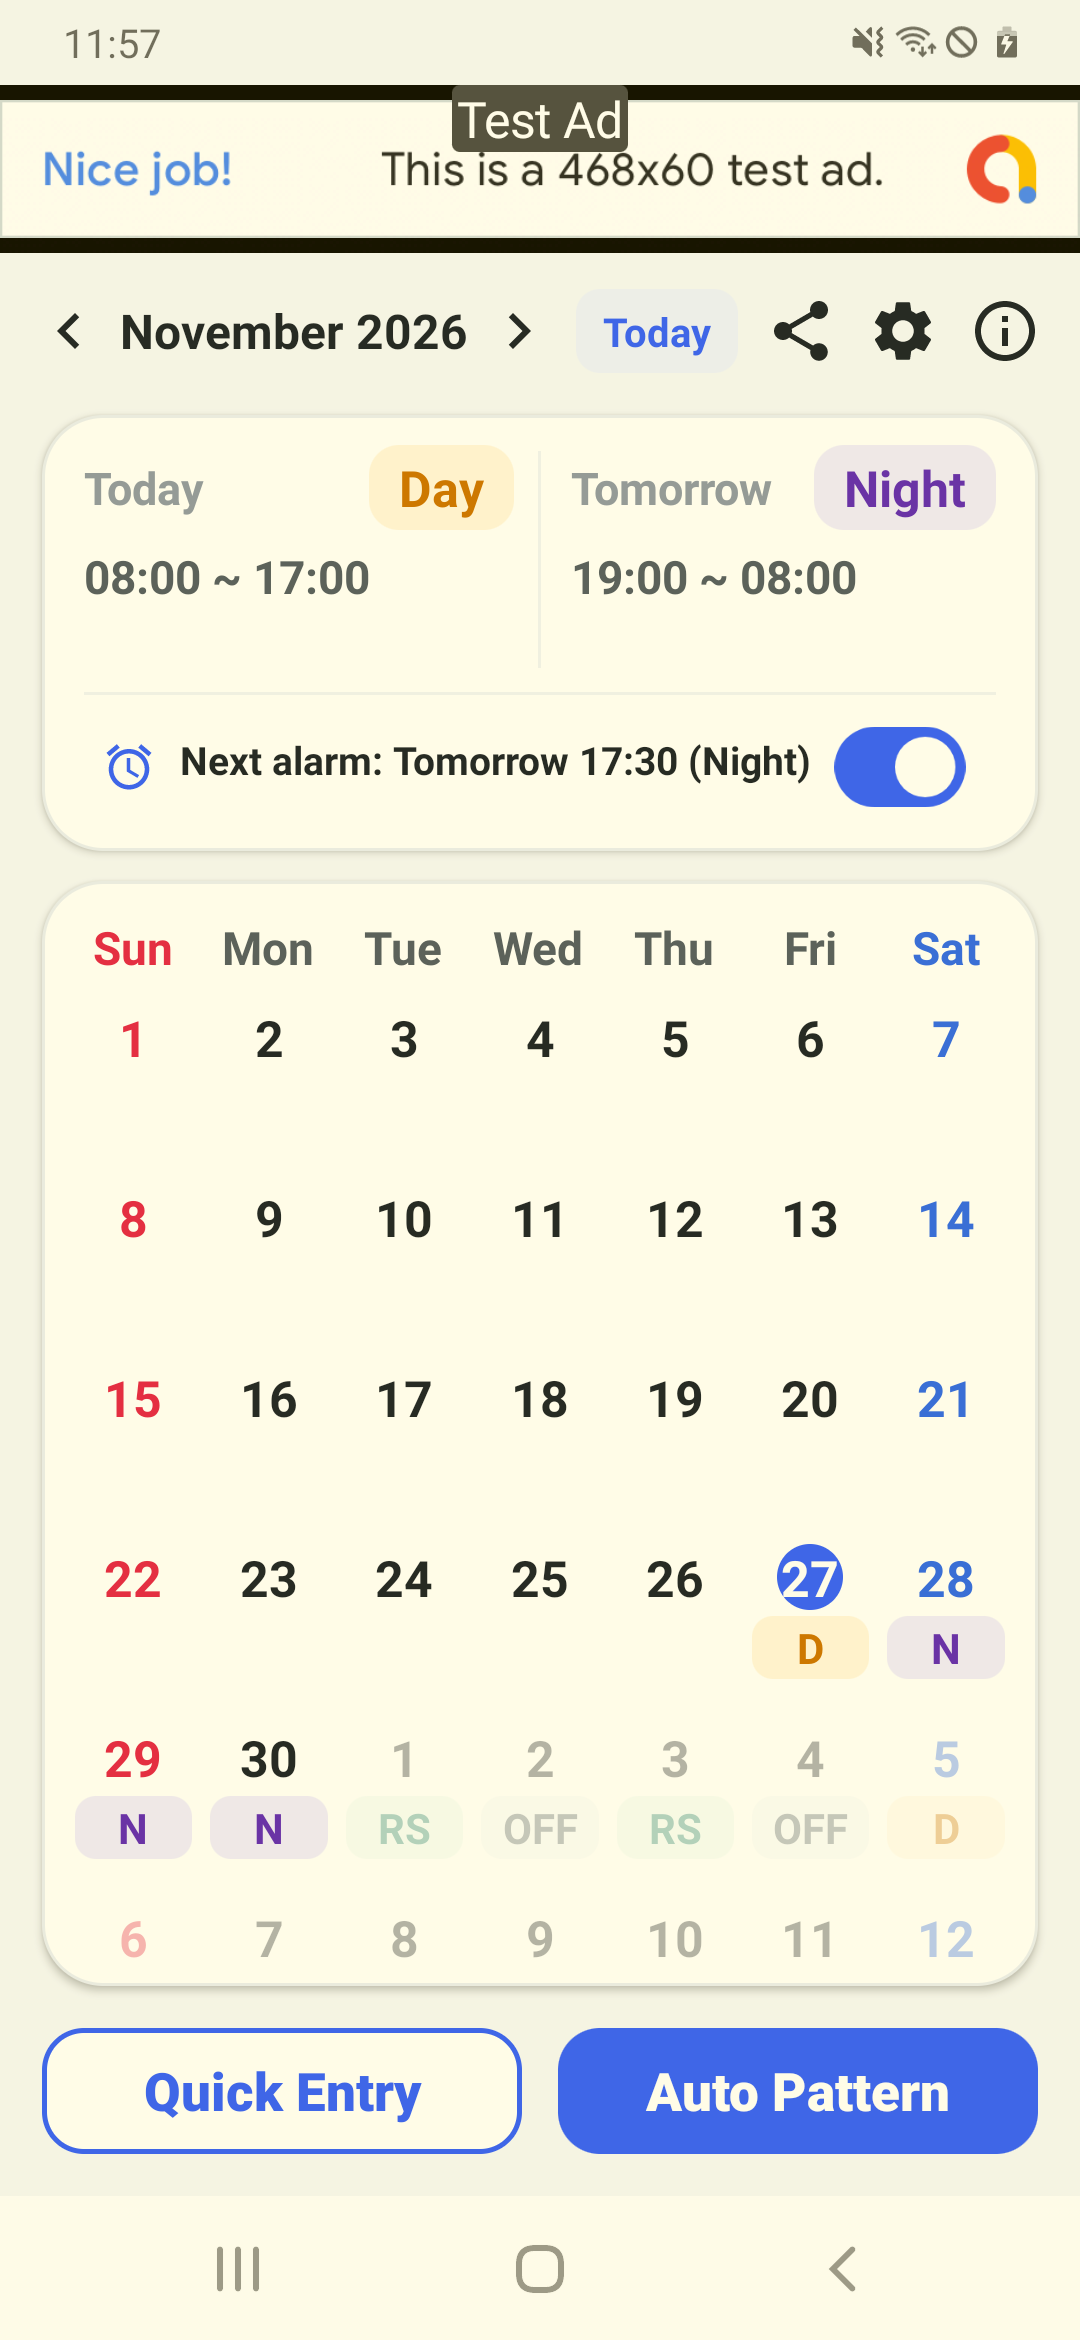 11:57
Test Ad
Nice job!
This is a 468x60 test ad.
November 2026
Today
Today
Day
Tomorrow
Night
08:00 ~ 17:00
19:00 ~ 08:00
Next alarm: Tomorrow 17:30 (Night)
Sun Mon Tue Wed Thu Fri Sat
1 2 3 4 5 6 7
8 9 10 11 12 13 14
15 16 17 18 19 20 21
22 23 24 25 26 27 28
D N
29 30 1 2 3 4 5
N N RS OFF RS OFF D
6 7 8 9 10 11 12
Quick Entry
Auto Pattern